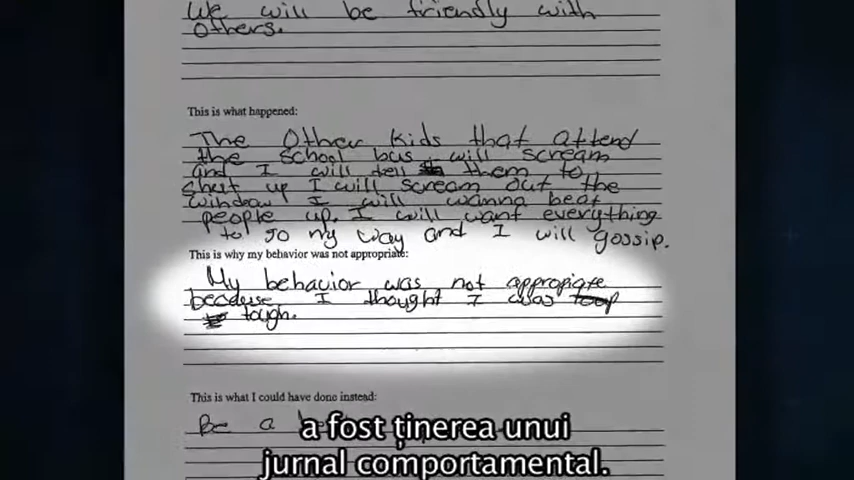 We will be friendly with
others.
This is what happened:
The Other kids that attend
the school bus will scream
and I will tell them to
shut up I will scream out the
window I will wanna beat
people up. I will want everything
to go my way and I will gossip.
This is why my behavior was not appropriate:
My behavior was not appropiate
because I thought I was
tough.
This is what I could have done instead:
Be a
a fost ținerea unui
jurnal comportamental.